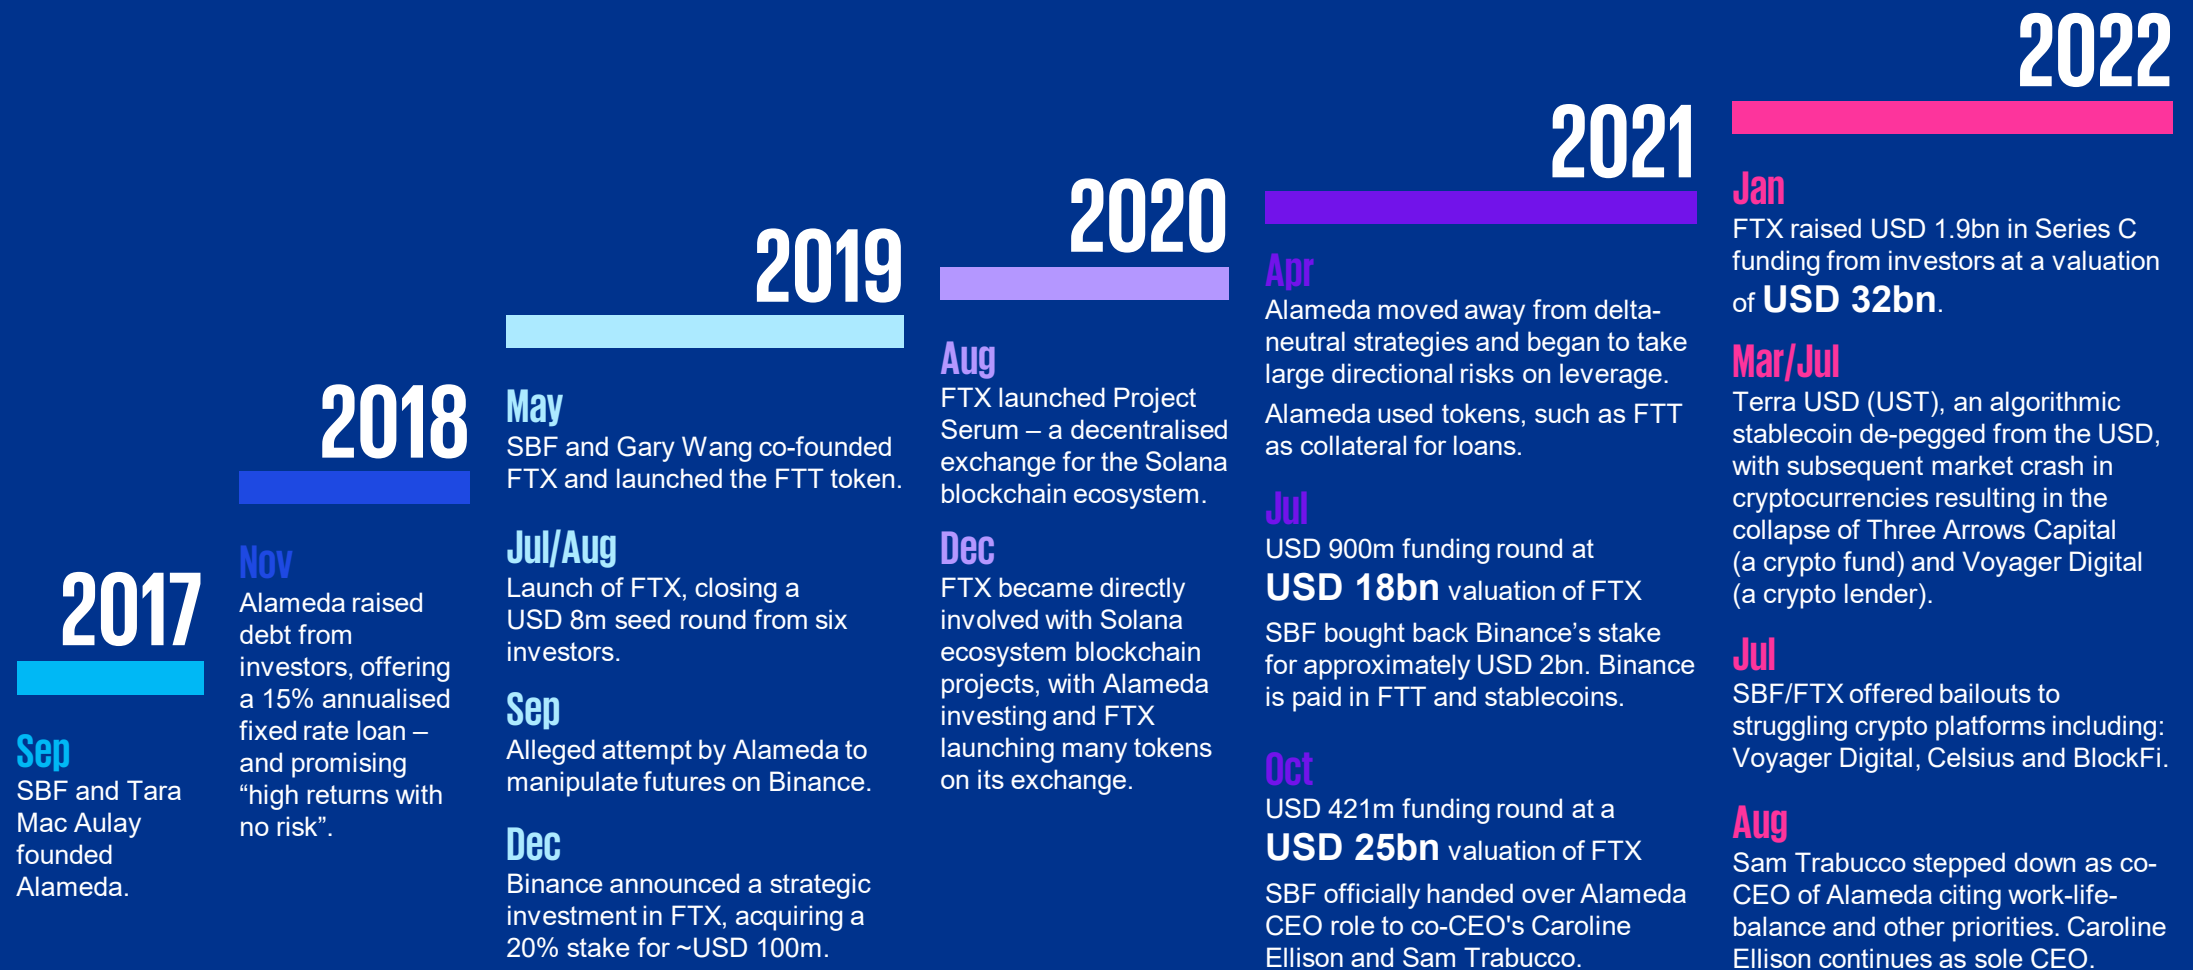 2017
Sep
SBF and Tara
Mac Aulay
founded
Alameda.
2018
Nov
Alameda raised
debt from
investors, offering
a 15% annualised
fixed rate loan –
and promising
“high returns with
no risk”.
2019
May
SBF and Gary Wang co-founded
FTX and launched the FTT token.
Jul/Aug
Launch of FTX, closing a
USD 8m seed round from six
investors.
Sep
Alleged attempt by Alameda to
manipulate futures on Binance.
Dec
Binance announced a strategic
investment in FTX, acquiring a
20% stake for ~USD 100m.
2020
Aug
FTX launched Project
Serum – a decentralised
exchange for the Solana
blockchain ecosystem.
Dec
FTX became directly
involved with Solana
ecosystem blockchain
projects, with Alameda
investing and FTX
launching many tokens
on its exchange.
2021
Apr
Alameda moved away from delta-
neutral strategies and began to take
large directional risks on leverage.
Alameda used tokens, such as FTT
as collateral for loans.
Jul
USD 900m funding round at
USD 18bn valuation of FTX
SBF bought back Binance’s stake
for approximately USD 2bn. Binance
is paid in FTT and stablecoins.
Oct
USD 421m funding round at a
USD 25bn valuation of FTX
SBF officially handed over Alameda
CEO role to co-CEO's Caroline
Ellison and Sam Trabucco.
2022
Jan
FTX raised USD 1.9bn in Series C
funding from investors at a valuation
of USD 32bn.
Mar/Jul
Terra USD (UST), an algorithmic
stablecoin de-pegged from the USD,
with subsequent market crash in
cryptocurrencies resulting in the
collapse of Three Arrows Capital
(a crypto fund) and Voyager Digital
(a crypto lender).
Jul
SBF/FTX offered bailouts to
struggling crypto platforms including:
Voyager Digital, Celsius and BlockFi.
Aug
Sam Trabucco stepped down as co-
CEO of Alameda citing work-life-
balance and other priorities. Caroline
Ellison continues as sole CEO.